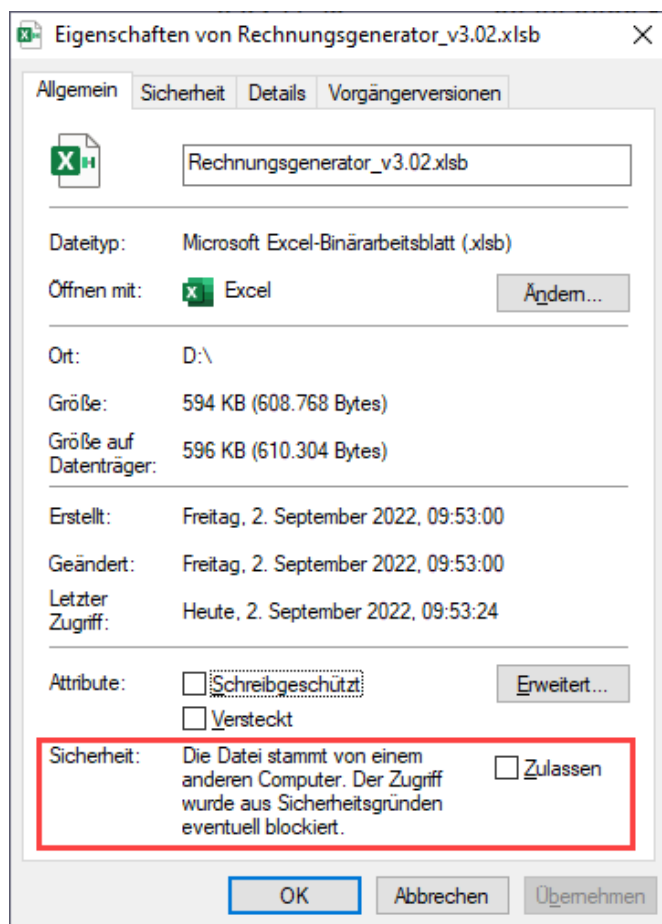 Eigenschaften von Rechnungsgenerator_v3.02.xlsb
Allgemein Sicherheit Details Vorgängerversionen
Rechnungsgenerator_v3.02.xlsb
Dateityp: Microsoft Excel-Binärarbeitsblatt (.xlsb)
Öffnen mit: Excel Ändern...
Ort: D:\
Größe: 594 KB (608.768 Bytes)
Größe auf
Datenträger: 596 KB (610.304 Bytes)
Erstellt: Freitag, 2. September 2022, 09:53:00
Geändert: Freitag, 2. September 2022, 09:53:00
Letzter
Zugriff: Heute, 2. September 2022, 09:53:24
Attribute: Schreibgeschützt Erweitert...
Versteckt
Sicherheit: Die Datei stammt von einem
anderen Computer. Der Zugriff
wurde aus Sicherheitsgründen
eventuell blockiert.
Zulassen
OK Abbrechen Übernehmen